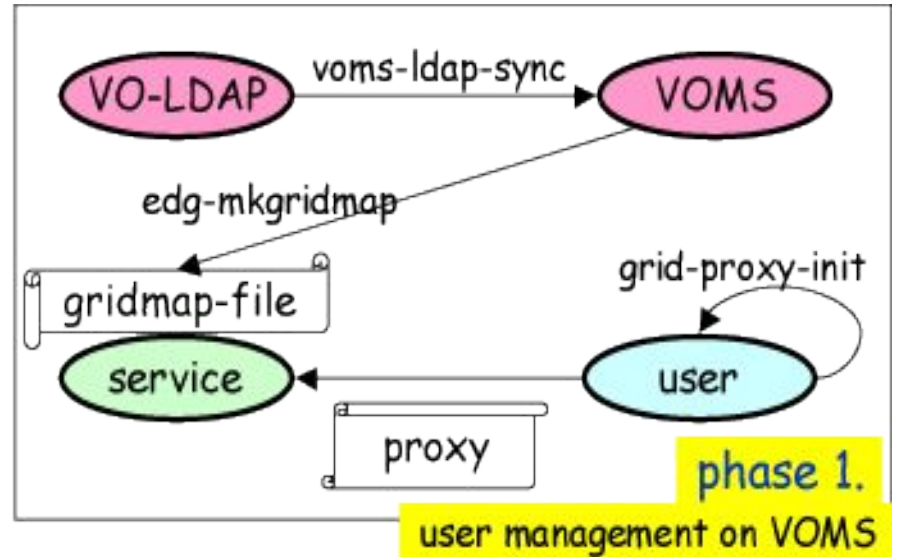 voms-ldap-sync
VO-LDAP
VOMS
edg-mkgridmap
grid-proxy-init
gridmap-file
service
user
proxy
phase 1.
user management on VOMS